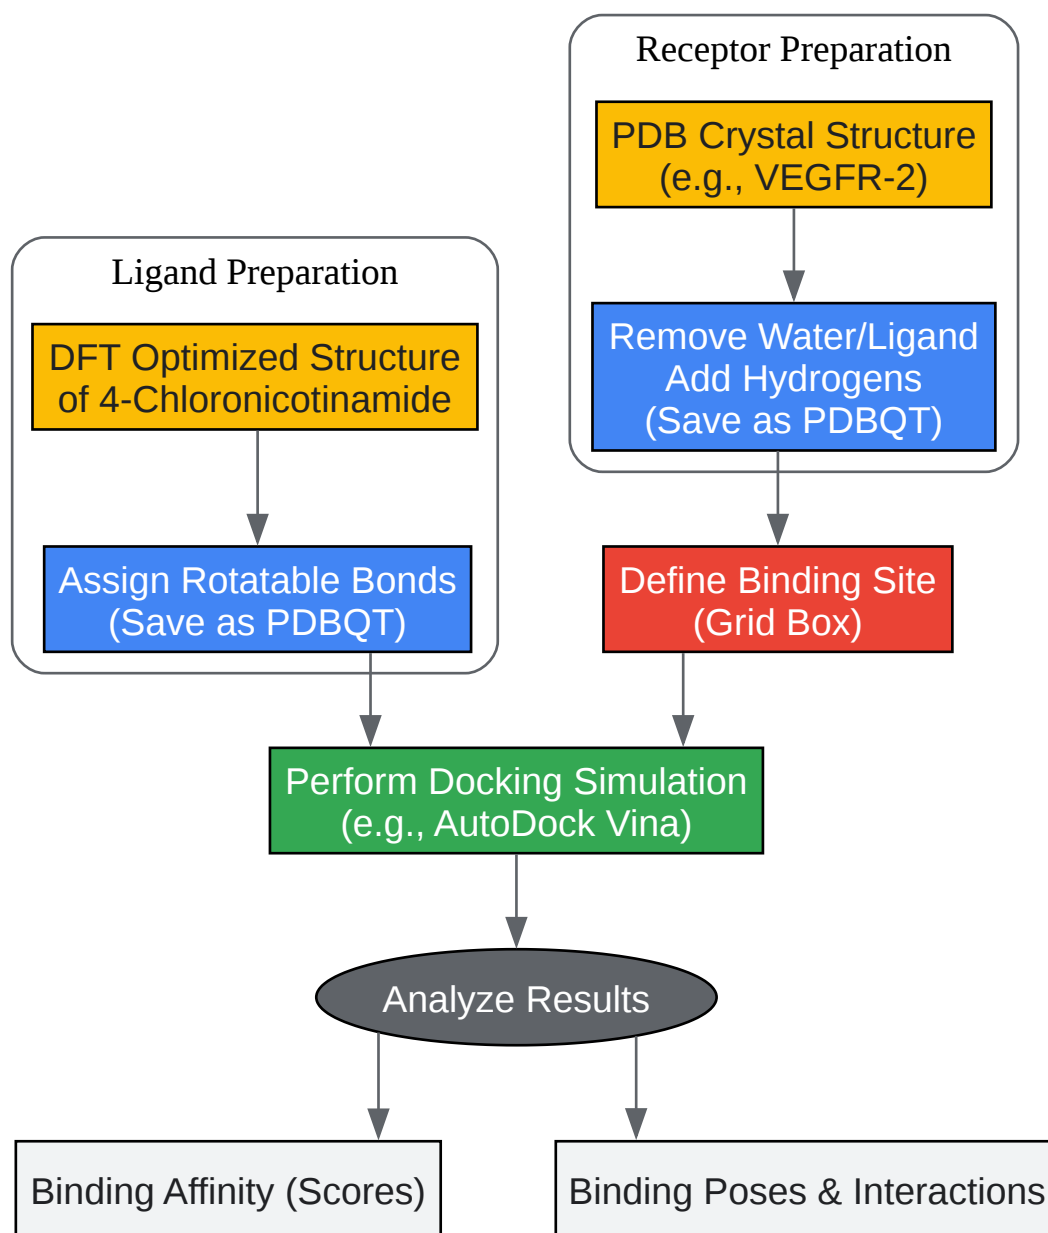 Receptor Preparation
PDB Crystal Structure
(e.g., VEGFR-2)
Ligand Preparation
DFT Optimized Structure
of 4-Chloronicotinamide
Remove Water/Ligand
Add Hydrogens
(Save as PDBQT)
Assign Rotatable Bonds
(Save as PDBQT)
Define Binding Site
(Grid Box)
Perform Docking Simulation
(e.g., AutoDock Vina)
Analyze Results
Binding Affinity (Scores)
Binding Poses & Interactions